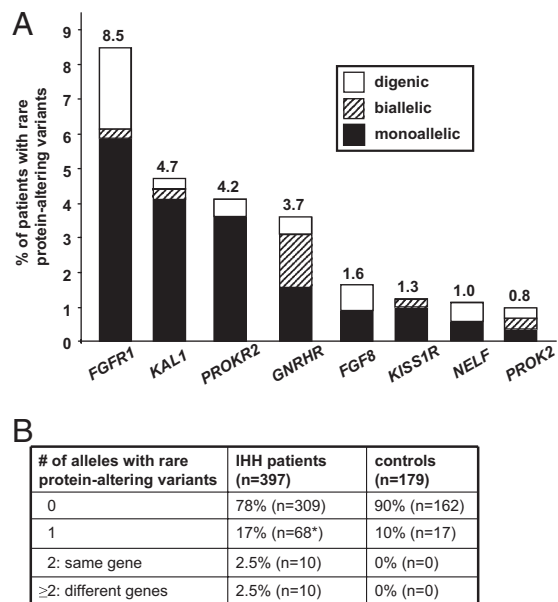 A
% of patients with rare
protein-altering variants
9
8
7
6
5
4
3
2
1
0
8.5
4.7
4.2
3.7
1.6
1.3
1.0
0.8
digenic
biallelic
monoallelic
FGFR1
KAL1
PROKR2
GNRHR
FGF8
KISS1R
NELF
PROK2
B
# of alleles with rare protein-altering variants | IHH patients (n=397) | controls (n=179)
0 | 78% (n=309) | 90% (n=162)
1 | 17% (n=68*) | 10% (n=17)
2: same gene | 2.5% (n=10) | 0% (n=0)
≥2: different genes | 2.5% (n=10) | 0% (n=0)